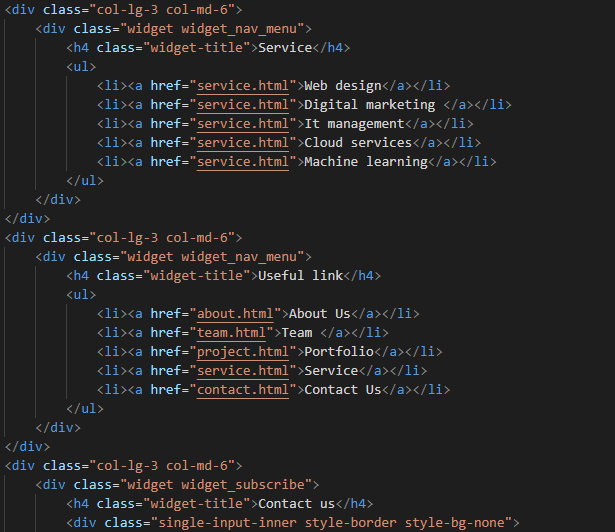 <div class="col-lg-3 col-md-6">
<div class="widget widget_nav_menu">
<h4 class="widget-title">Service</h4>
<ul>
<li><a href="service.html">Web design</a></li>
<li><a href="service.html">Digital marketing </a></li>
<li><a href="service.html">It management</a></li>
<li><a href="service.html">Cloud services</a></li>
<li><a href="service.html">Machine learning</a></li>
</ul>
</div>
</div>
<div class="col-lg-3 col-md-6">
<div class="widget widget_nav_menu">
<h4 class="widget-title">Useful link</h4>
<ul>
<li><a href="about.html">About Us</a></li>
<li><a href="team.html">Team </a></li>
<li><a href="project.html">Portfolio</a></li>
<li><a href="service.html">Service</a></li>
<li><a href="contact.html">Contact Us</a></li>
</ul>
</div>
</div>
<div class="col-lg-3 col-md-6">
<div class="widget widget_subscribe">
<h4 class="widget-title">Contact us</h4>
<div class="single-input-inner style-border style-bg-none">